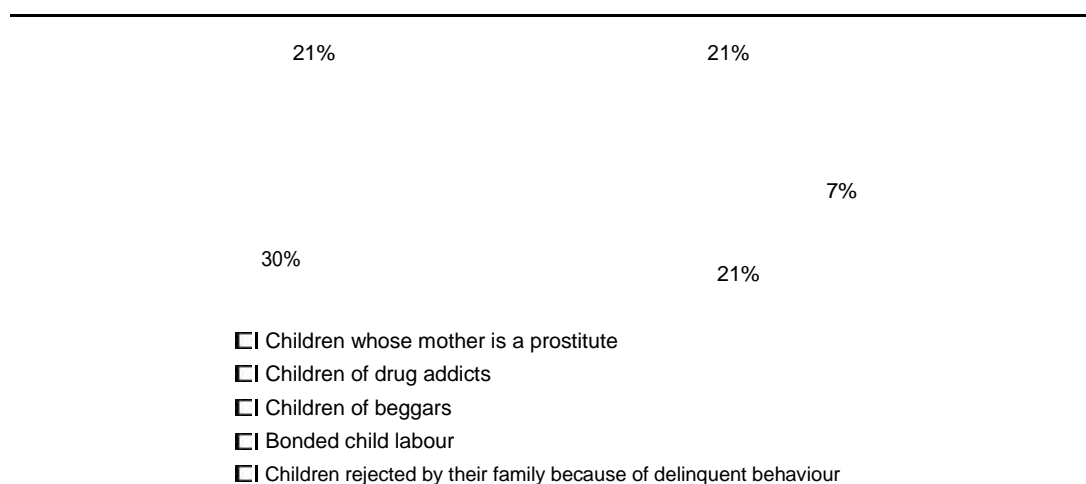 21% 21%
7%
30%
21%
Children whose mother is a prostitute
Children of drug addicts
Children of beggars
Bonded child labour
Children rejected by their family because of delinquent behaviour